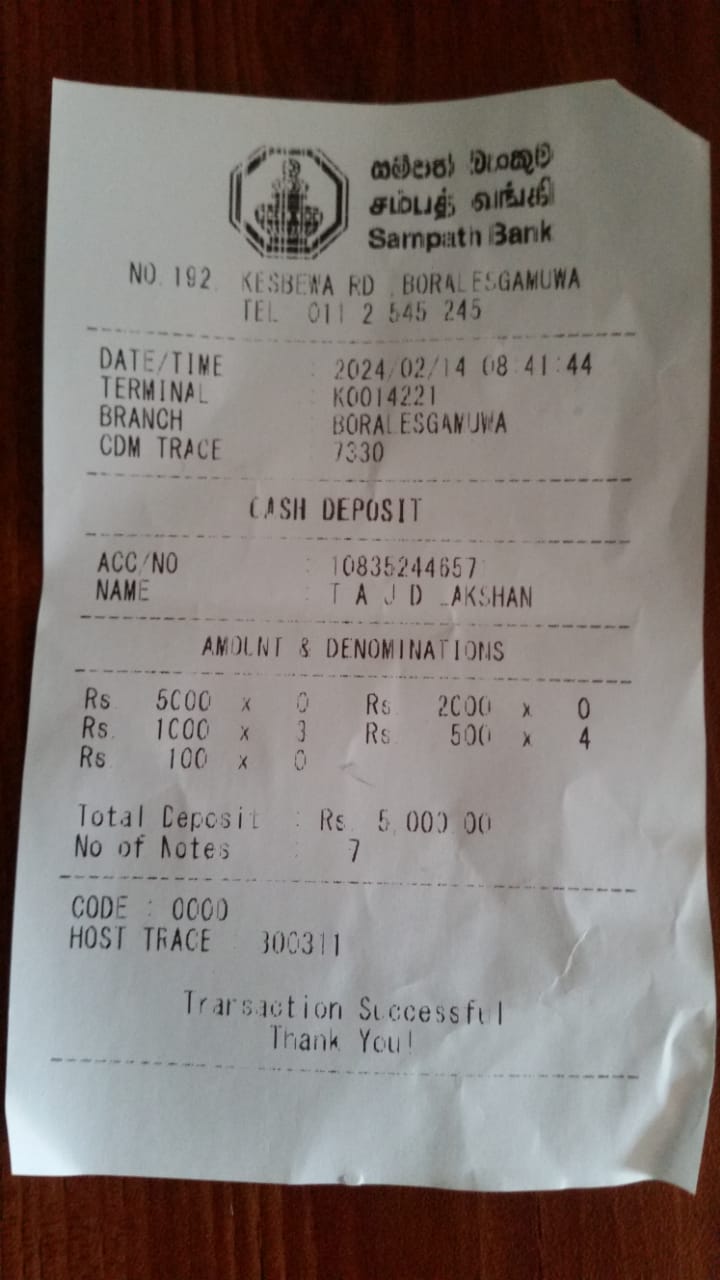 සම්පත් බැංකුව
சம்பத் வங்கி
Sampath Bank
NO. 192, KESBEWA RD, BORALESGAMUWA
TEL 011 2 545 245
DATE/TIME : 2024/02/14 08:41:44
TERMINAL : K0014221
BRANCH : BORALESGAMUWA
CDM TRACE : 7330
CASH DEPOSIT
ACC/NO : 10835244657
NAME : T A J D LAKSHAN
AMOUNT & DENOMINATIONS
Rs. 5000 x 0 Rs. 2000 x 0
Rs. 1000 x 3 Rs. 500 x 4
Rs. 100 x 0
Total Deposit : Rs. 5,000.00
No of Notes : 7
CODE : 0000
HOST TRACE : 300311
Transaction Successful
Thank You!